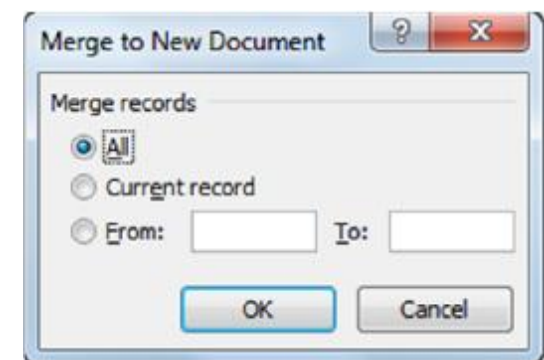 Merge to New Document
Merge records
All
Current record
From: To:
OK Cancel